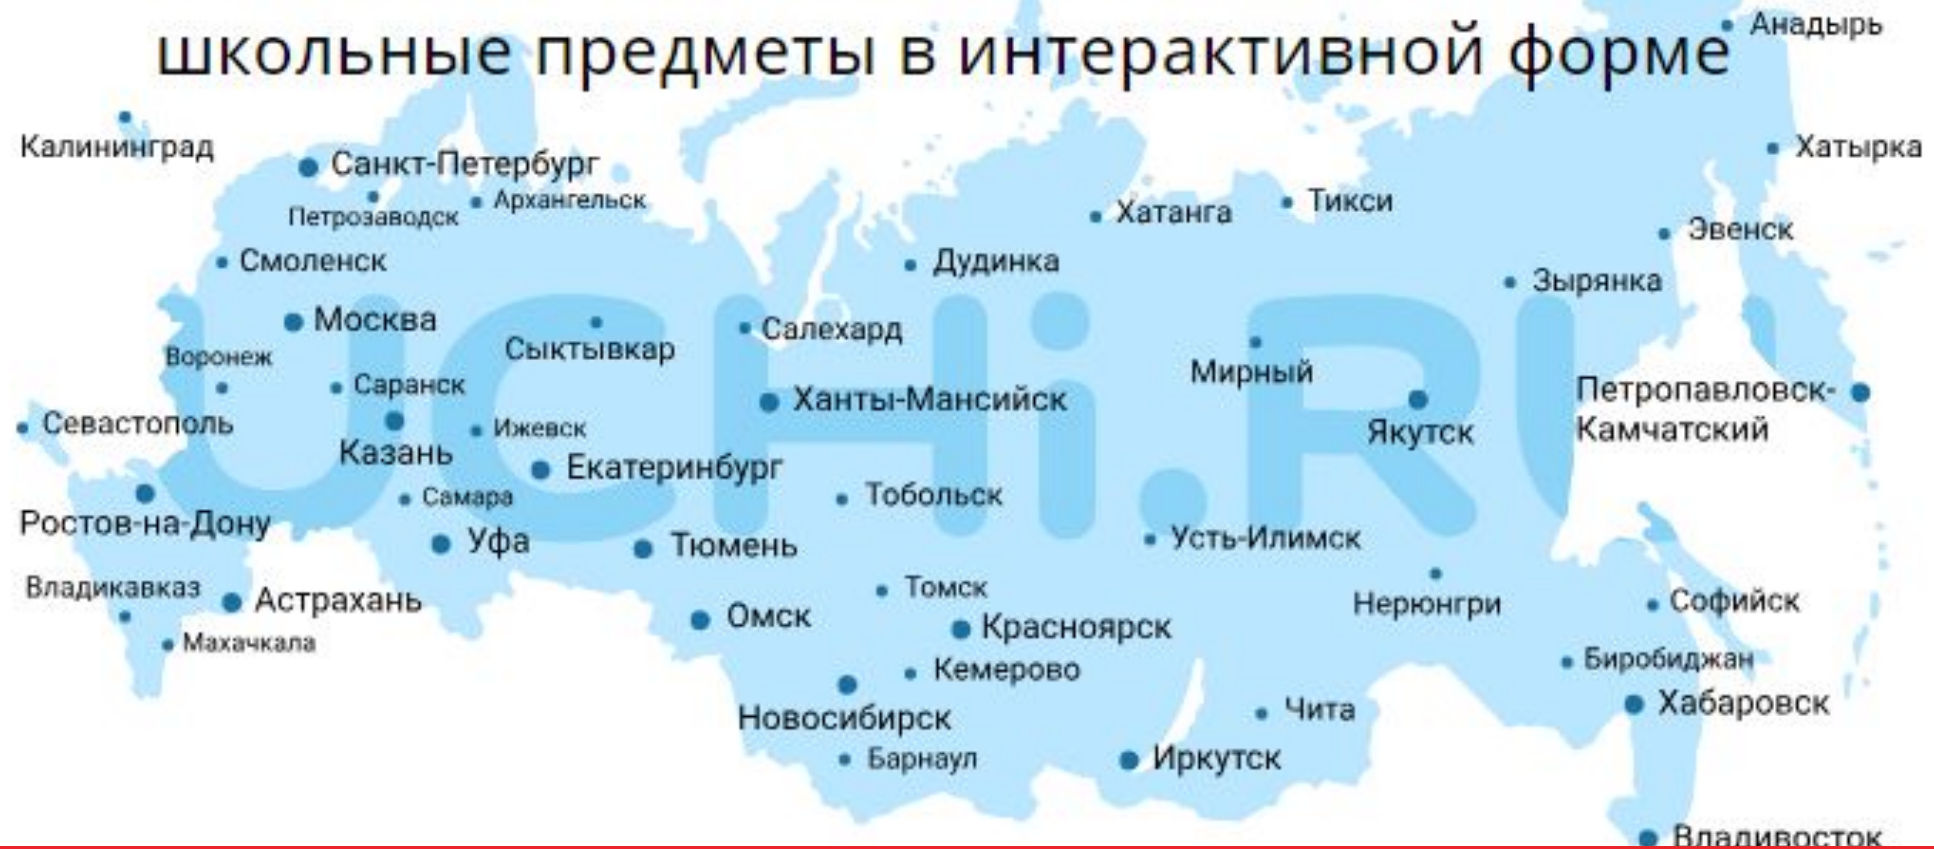 школьные предметы в интерактивной форме
Анадырь
Калининград
Хатырка
Санкт-Петербург
Архангельск
Петрозаводск
Хатанга
Тикси
Эвенск
Смоленск
Дудинка
Зырянка
Москва
Салехард
Сыктывкар
Воронеж
Мирный
Саранск
Ханты-Мансийск
Петропавловск-
Камчатский
Севастополь
Ижевск
Якутск
Казань
Екатеринбург
UCHi.RU
Самара
Тобольск
Ростов-на-Дону
Уфа
Тюмень
Усть-Илимск
Владикавказ
Астрахань
Томск
Нерюнгри
Софийск
Омск
Красноярск
Махачкала
Кемерово
Биробиджан
Новосибирск
Чита
Хабаровск
Барнаул
Иркутск
Владивосток